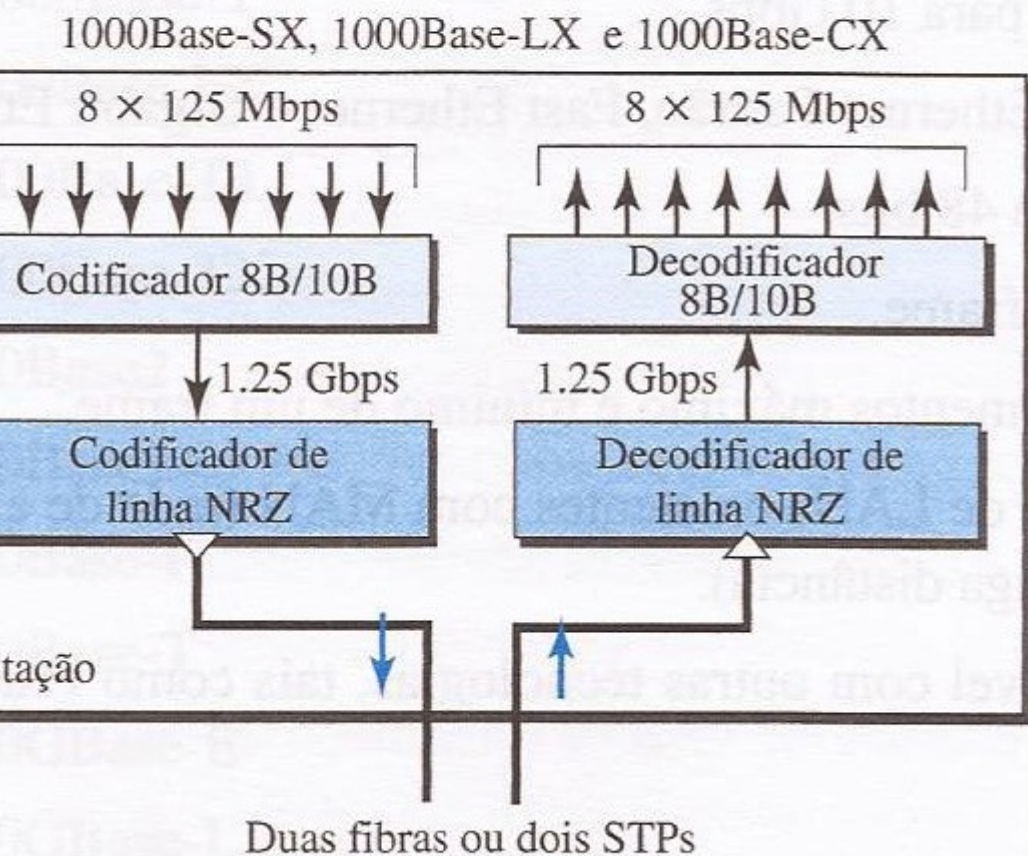 1000Base-SX, 1000Base-LX e 1000Base-CX
8 × 125 Mbps
8 × 125 Mbps
Codificador 8B/10B
Decodificador
8B/10B
1.25 Gbps
1.25 Gbps
Codificador de
linha NRZ
Decodificador de
linha NRZ
tação
Duas fibras ou dois STPs